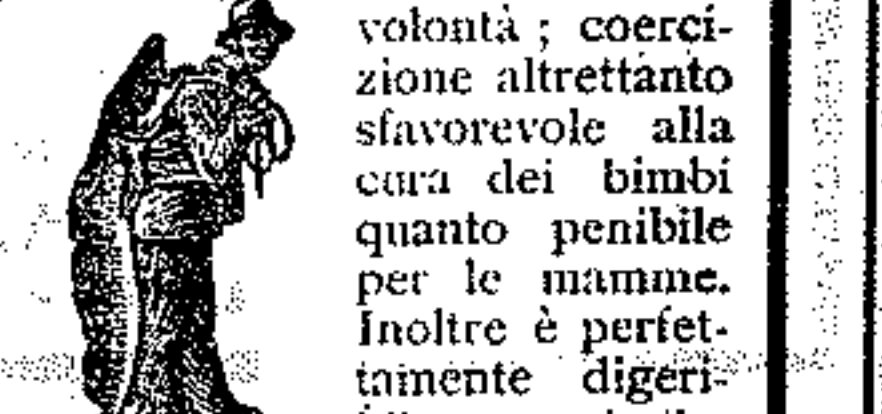 volontà ; coerci-
zione altrettanto
sfavorevole alla
cura dei bimbi
quanto penibile
per le mamme.
Inoltre è perfet-
tamente digeri-